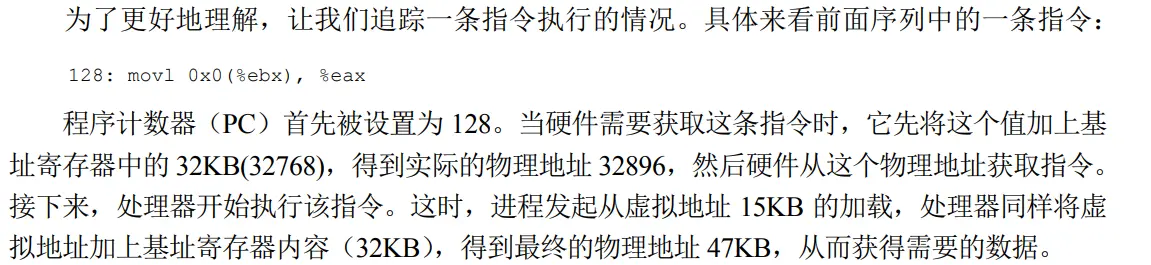 为了更好地理解，让我们追踪一条指令执行的情况。具体来看前面序列中的一条指令：
128: movl 0x0(%ebx), %eax
程序计数器（PC）首先被设置为 128。当硬件需要获取这条指令时，它先将这个值加上基
址寄存器中的 32KB(32768)，得到实际的物理地址 32896，然后硬件从这个物理地址获取指令。
接下来，处理器开始执行该指令。这时，进程发起从虚拟地址 15KB 的加载，处理器同样将虚
拟地址加上基址寄存器内容（32KB），得到最终的物理地址 47KB，从而获得需要的数据。